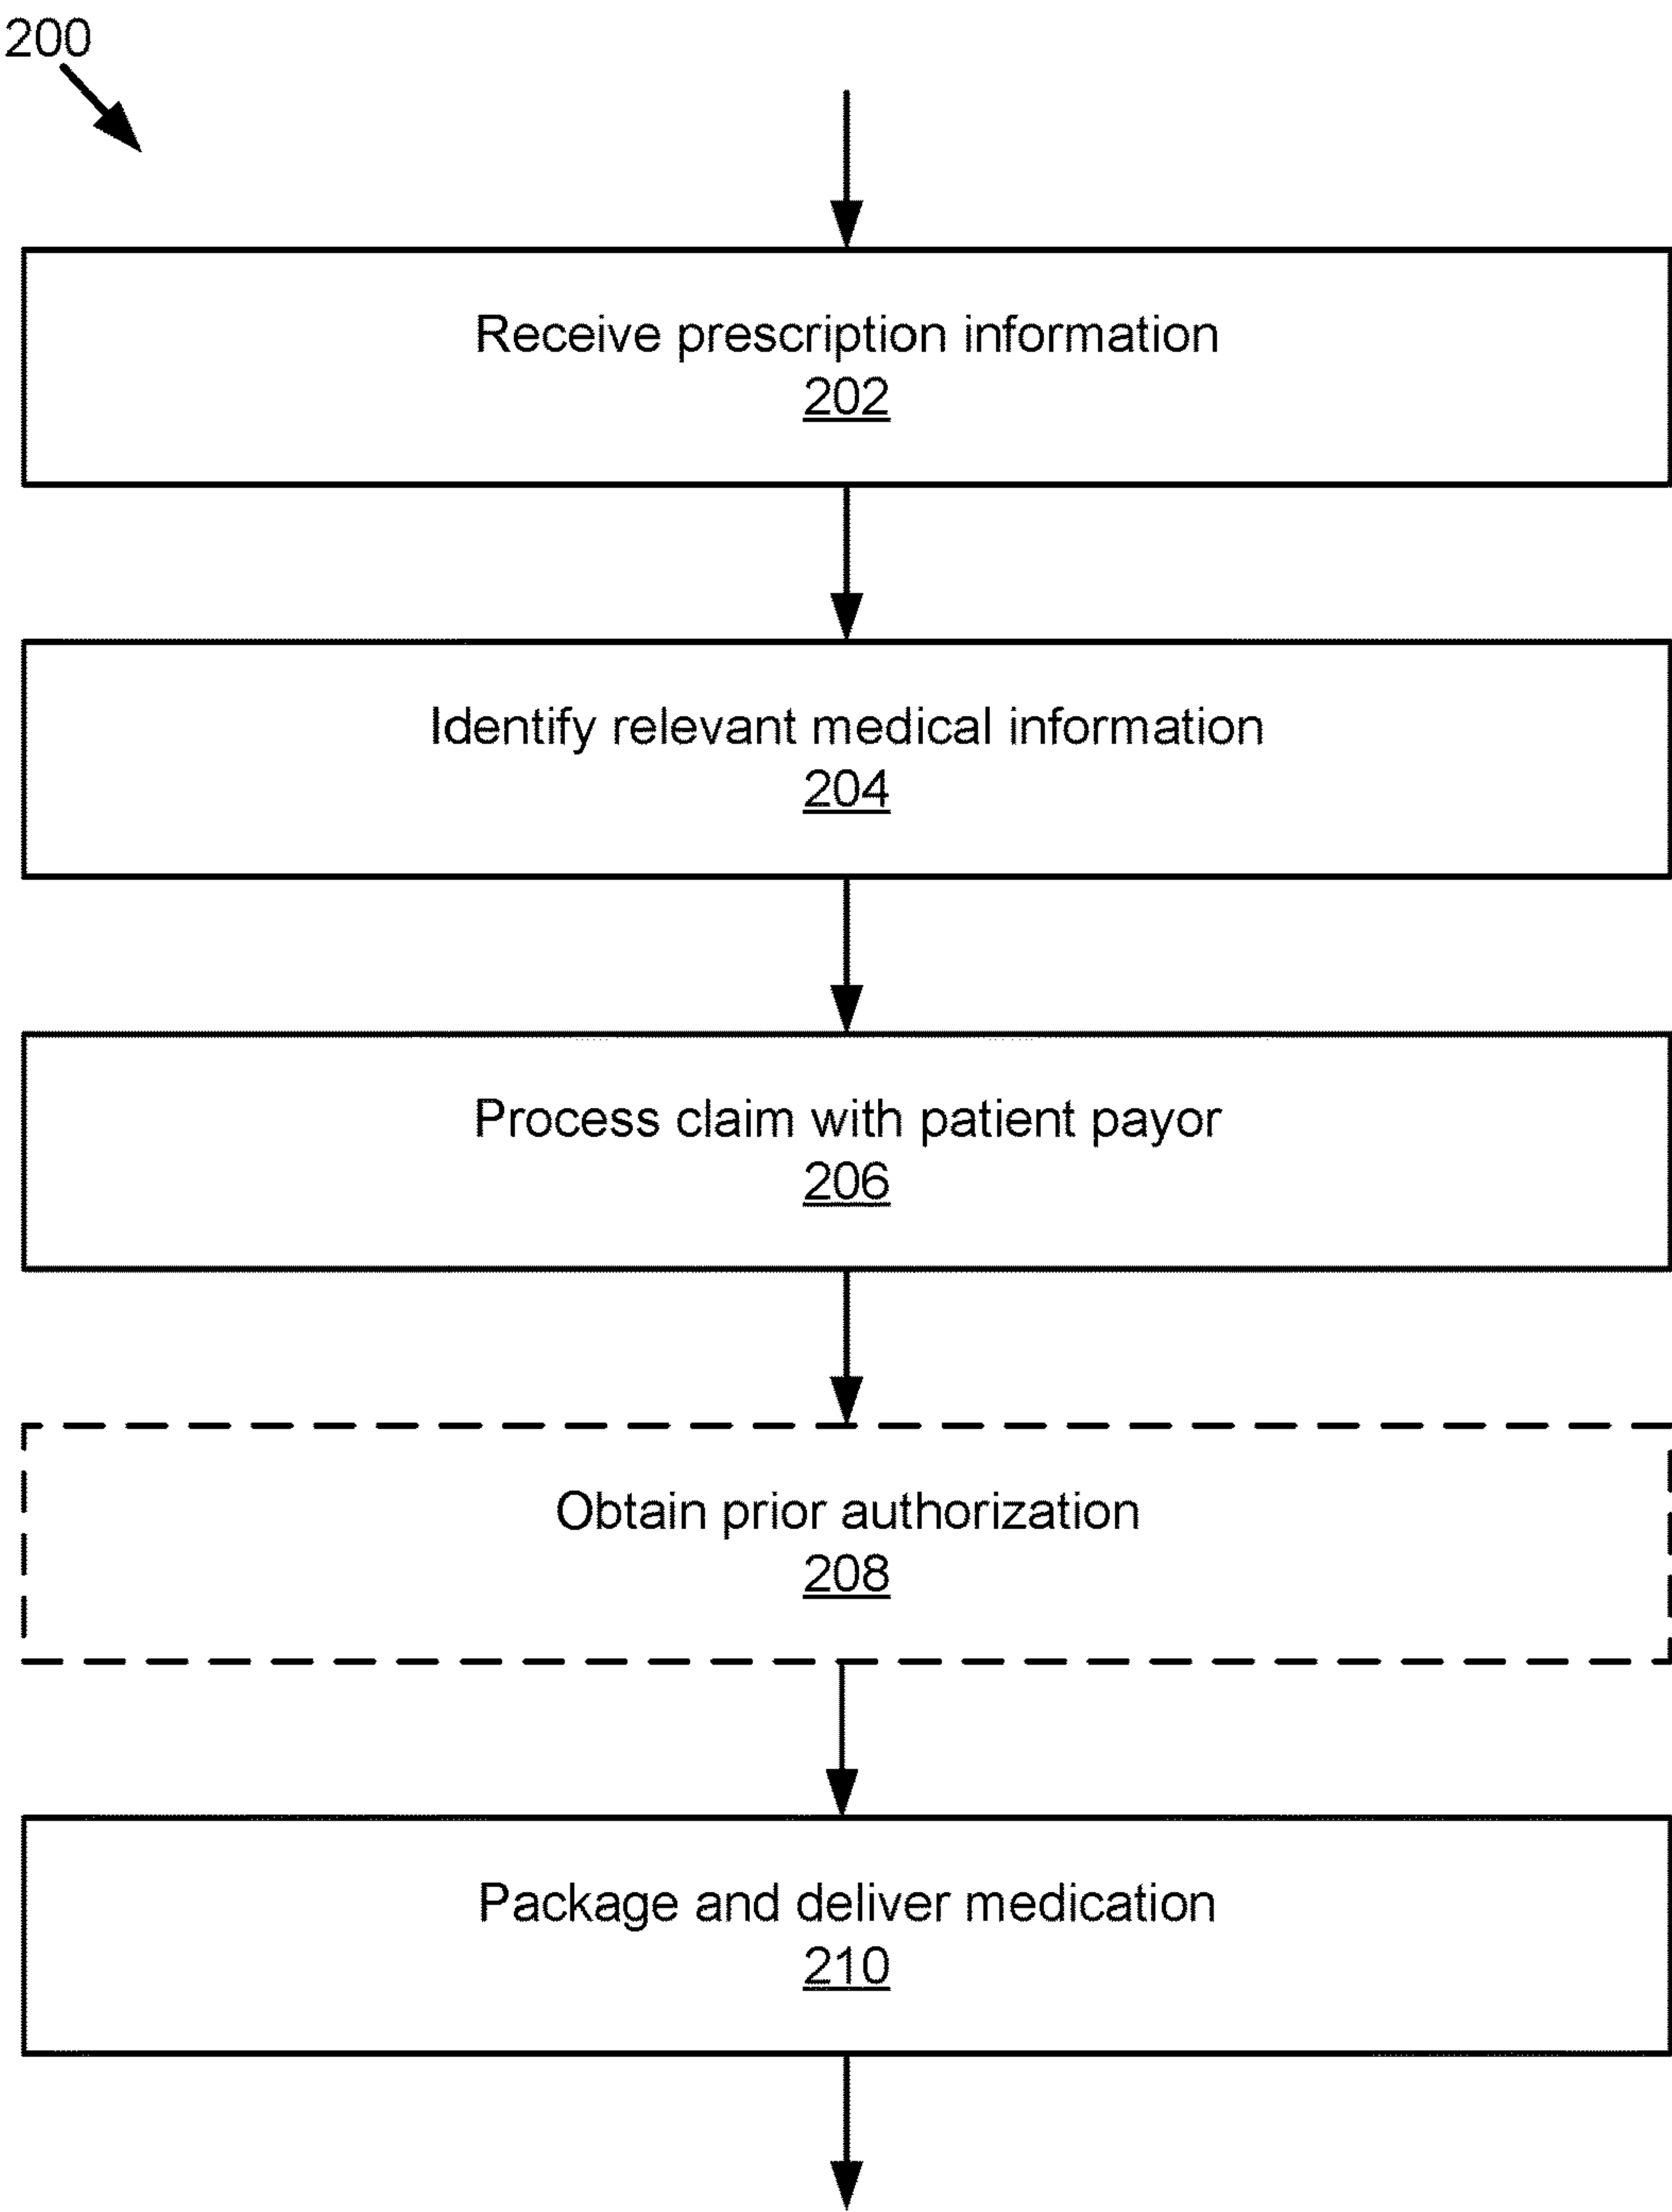 200
Receive prescription information
202
Identify relevant medical information
204
Process claim with patient payor
206
Obtain prior authorization
208
Package and deliver medication
210